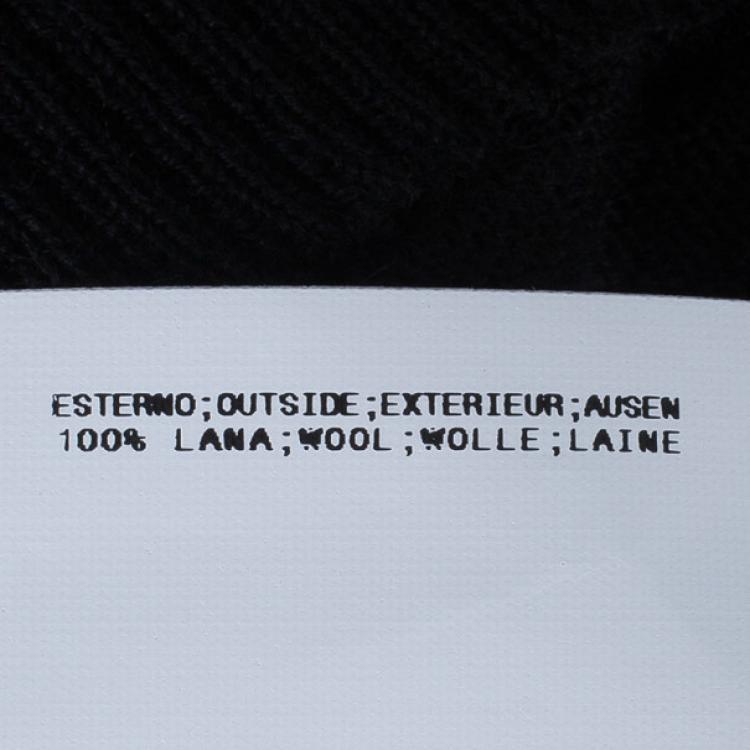 ESTERNO;OUTSIDE;EXTERIEUR;AUSEN
100% LANA;WOOL;WOLLE;LAINE